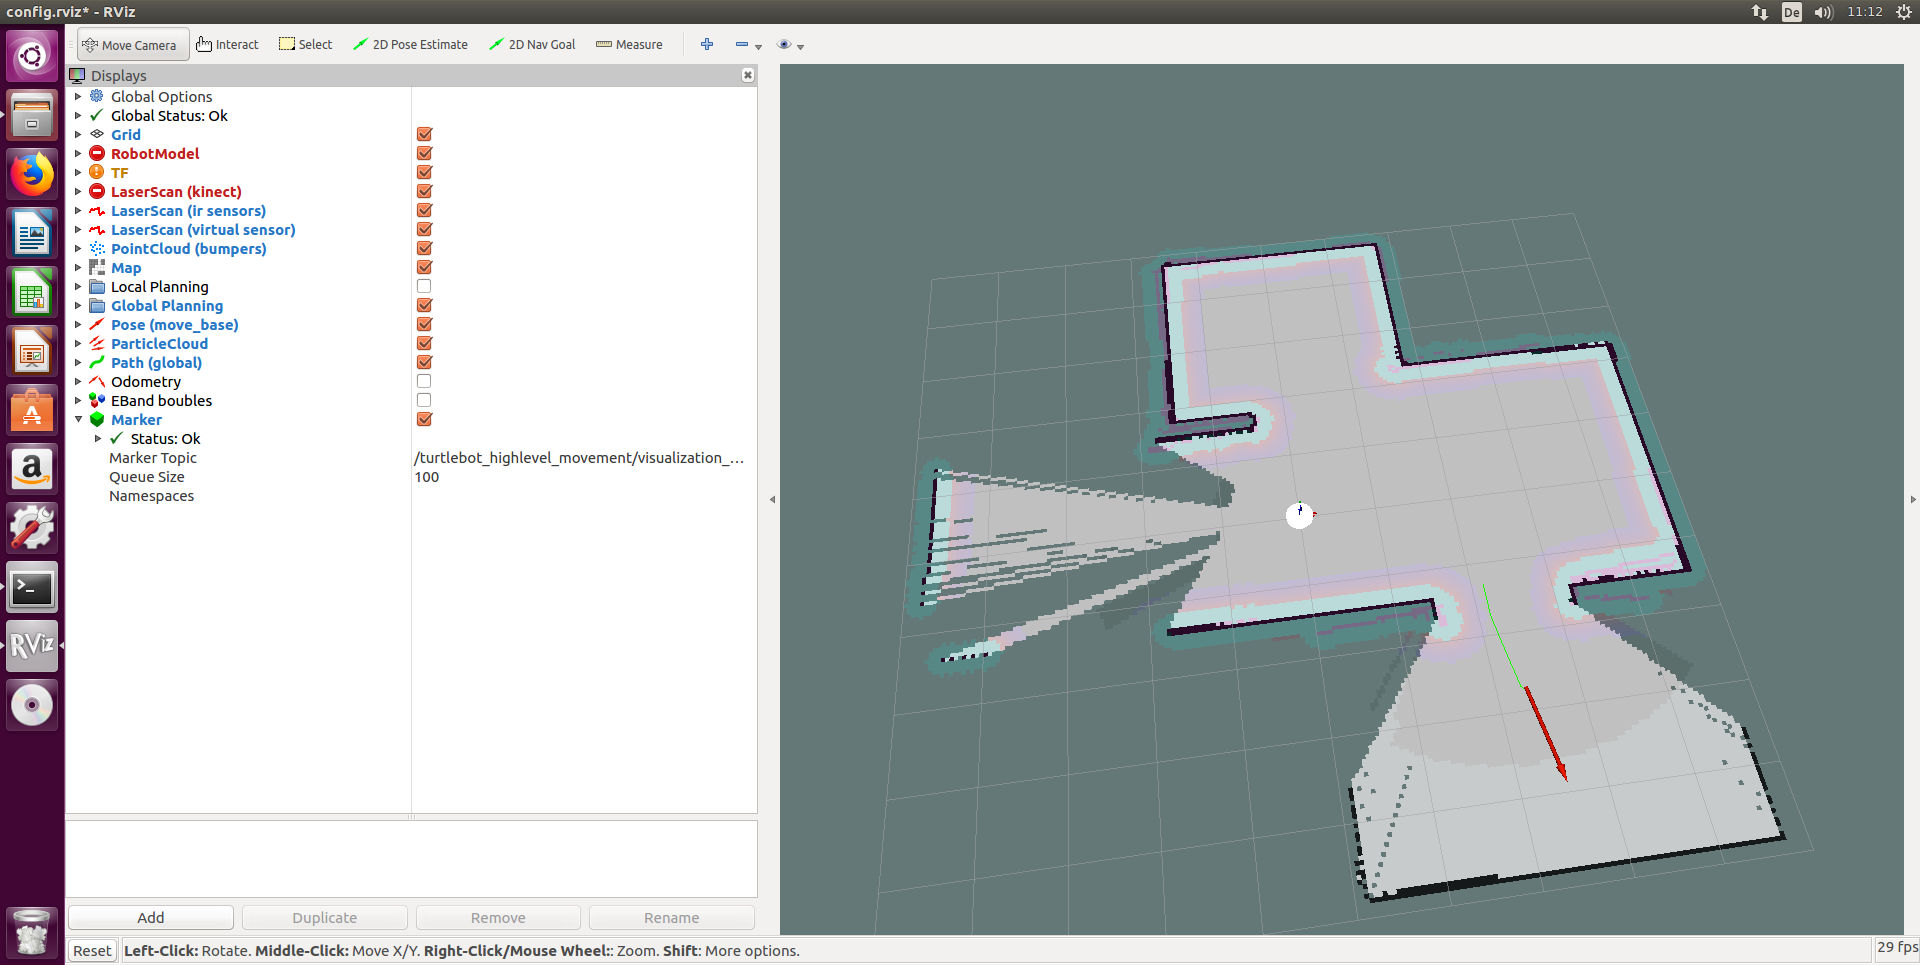 config.rviz* - RViz
De
11:12
Move Camera
Interact
Select
2D Pose Estimate
2D Nav Goal
Measure
Displays
Global Options
Global Status: Ok
Grid
RobotModel
TF
LaserScan (kinect)
LaserScan (ir sensors)
LaserScan (virtual sensor)
PointCloud (bumpers)
Map
Local Planning
Global Planning
Pose (move_base)
ParticleCloud
Path (global)
Odometry
EBand boubles
Marker
Status: Ok
Marker Topic /turtlebot_highlevel_movement/visualization_...
Queue Size 100
Namespaces
RViz
Add
Duplicate
Remove
Rename
Reset
Left-Click: Rotate. Middle-Click: Move X/Y. Right-Click/Mouse Wheel:: Zoom. Shift: More options.
29 fps